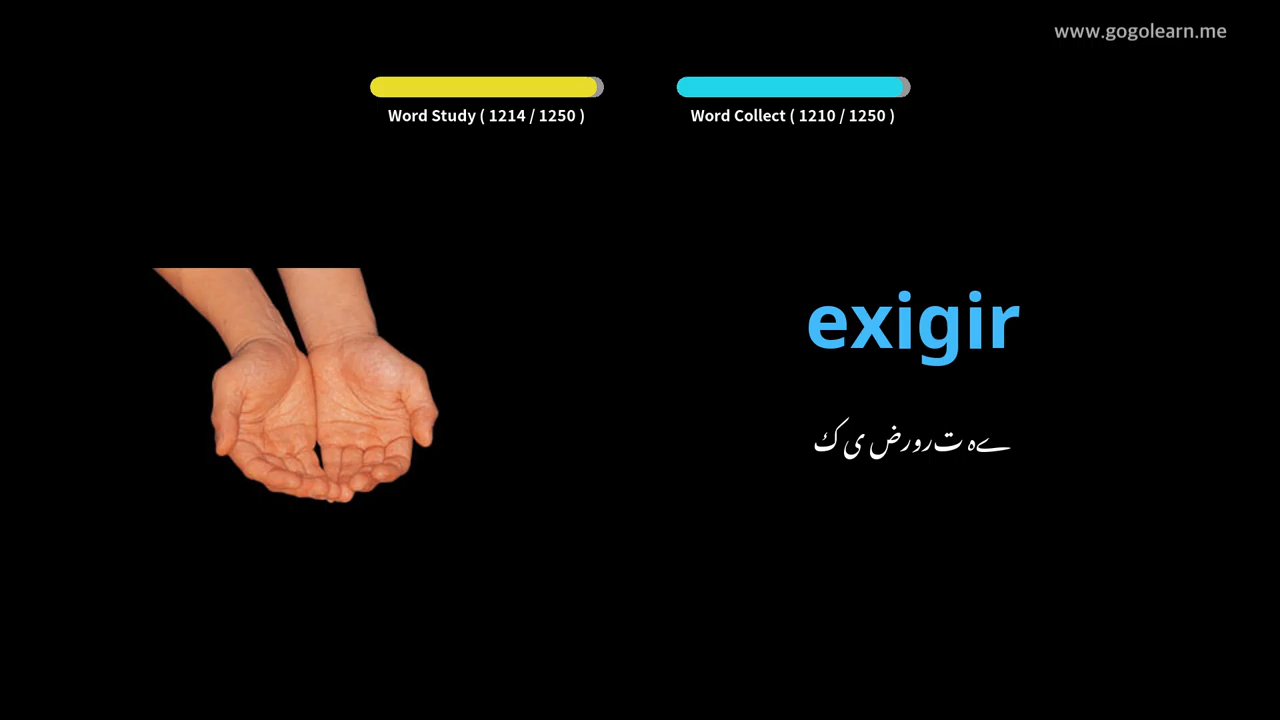 www.gogolearn.me
Word Study ( 1214 / 1250 )
Word Collect ( 1210 / 1250 )
exigir
کی ضرورت ہے